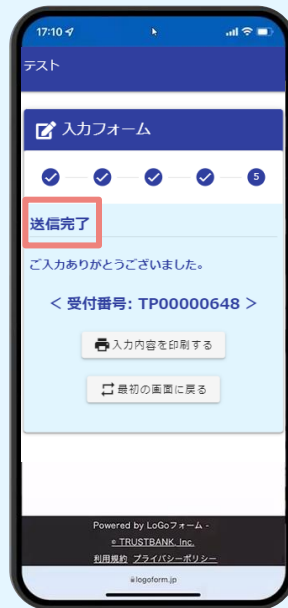 17:10
テスト
入力フォーム
5
送信完了
ご入力ありがとうございました。
< 受付番号: TP00000648 >
入力内容を印刷する
最初の画面に戻る
Powered by LoGoフォーム -
© TRUSTBANK, Inc.
利用規約 プライバシーポリシー
logoform.jp